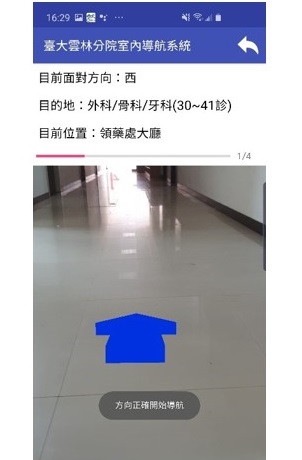 16:29
臺大雲林分院室內導航系統
目前面對方向：西
目的地：外科/骨科/牙科(30~41診)
目前位置：領藥處大廳
1/4
方向正確開始導航